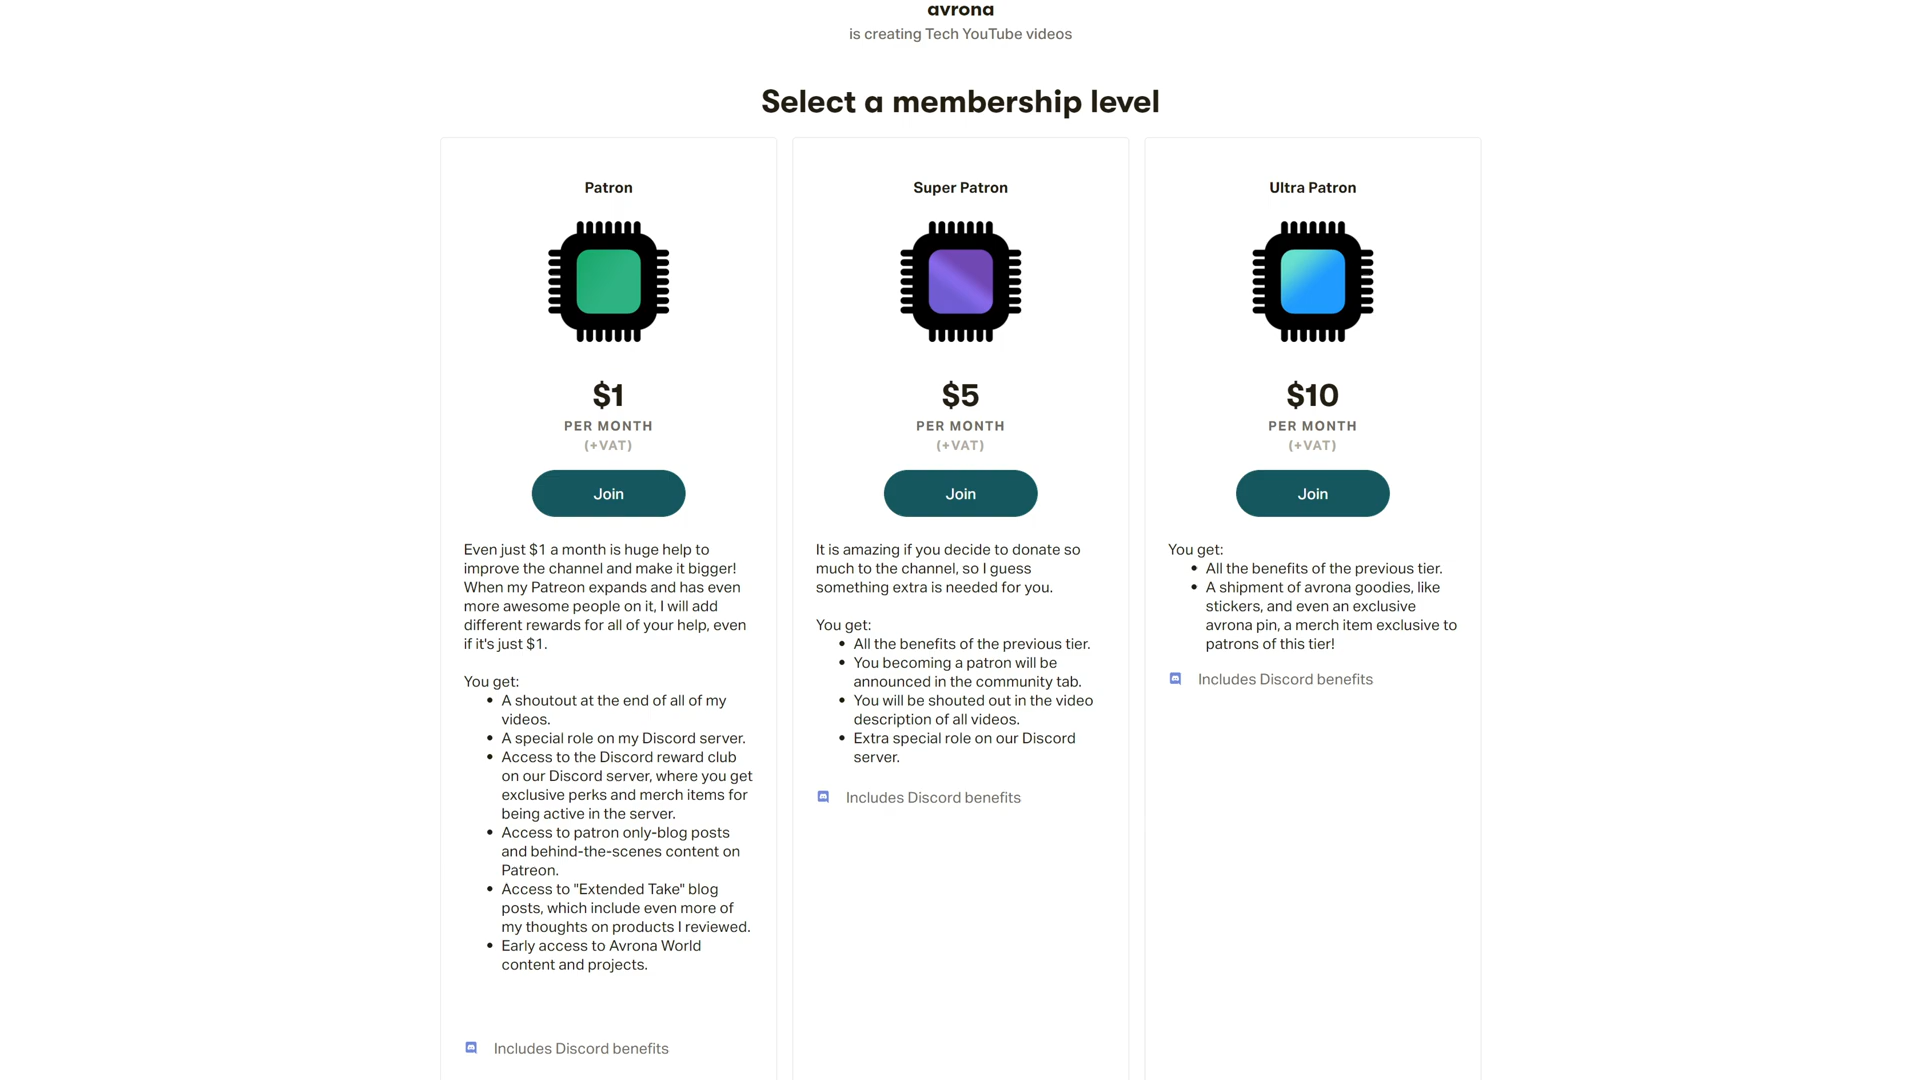 avrona
is creating Tech YouTube videos
Select a membership level
Patron
$1
PER MONTH
(+VAT)
Join
Even just $1 a month is huge help to
improve the channel and make it bigger!
When my Patreon expands and has even
more awesome people on it, I will add
different rewards for all of your help, even
if it's just $1.
You get:
• A shoutout at the end of all of my
videos.
• A special role on my Discord server.
• Access to the Discord reward club
on our Discord server, where you get
exclusive perks and merch items for
being active in the server.
• Access to patron only-blog posts
and behind-the-scenes content on
Patreon.
• Access to "Extended Take" blog
posts, which include even more of
my thoughts on products I reviewed.
• Early access to Avrona World
content and projects.
Includes Discord benefits
Super Patron
$5
PER MONTH
(+VAT)
Join
It is amazing if you decide to donate so
much to the channel, so I guess
something extra is needed for you.
You get:
• All the benefits of the previous tier.
• You becoming a patron will be
announced in the community tab.
• You will be shouted out in the video
description of all videos.
• Extra special role on our Discord
server.
Includes Discord benefits
Ultra Patron
$10
PER MONTH
(+VAT)
Join
You get:
• All the benefits of the previous tier.
• A shipment of avrona goodies, like
stickers, and even an exclusive
avrona pin, a merch item exclusive to
patrons of this tier!
Includes Discord benefits